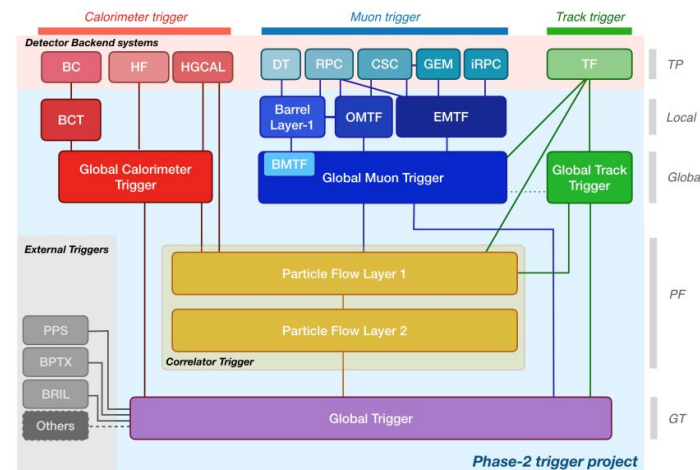 Calorimeter trigger
Muon trigger
Track trigger
Detector Backend systems
BC
HF
HGCAL
DT
RPC
CSC
GEM
iRPC
TF
TP
BCT
Barrel
Layer-1
OMTF
EMTF
Local
Global Calorimeter
Trigger
BMTF
Global Muon Trigger
Global Track
Trigger
Global
External Triggers
Particle Flow Layer 1
PF
PPS
Particle Flow Layer 2
BPTX
Correlator Trigger
BRIL
Others
Global Trigger
GT
Phase-2 trigger project